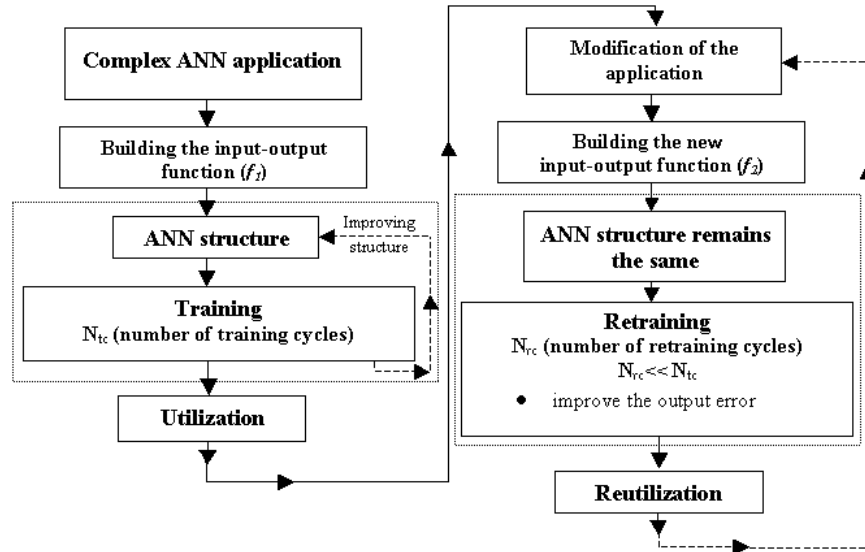 Complex ANN application
Building the input-output
function (f₁)
Improving
structure
ANN structure
Training
Nₜc (number of training cycles)
Utilization
Modification of the
application
Building the new
input-output function (f₂)
ANN structure remains
the same
Retraining
Nᵣc (number of retraining cycles)
Nᵣc<< Nₜc
● improve the output error
Reutilization